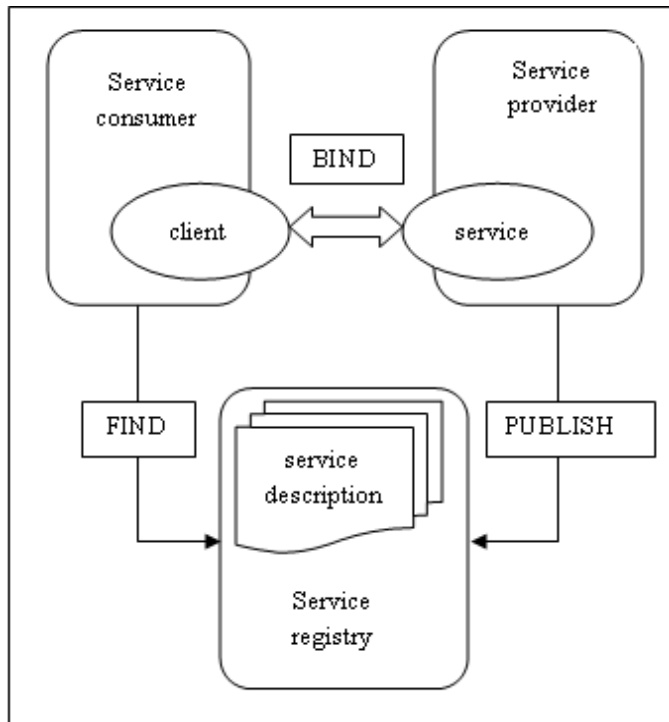 Service
consumer
Service
provider
BIND
client
service
FIND
PUBLISH
service
description
Service
registry